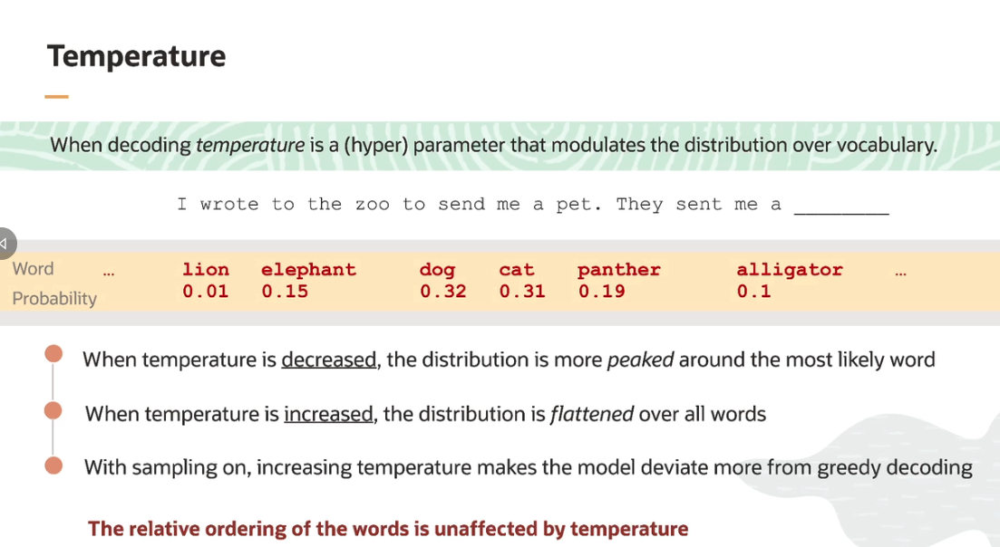 Temperature
When decoding temperature is a (hyper) parameter that modulates the distribution over vocabulary.
I wrote to the zoo to send me a pet. They sent me a ________
Word ... lion elephant dog cat panther alligator ...
Probability 0.01 0.15 0.32 0.31 0.19 0.1
When temperature is decreased, the distribution is more peaked around the most likely word
When temperature is increased, the distribution is flattened over all words
With sampling on, increasing temperature makes the model deviate more from greedy decoding
The relative ordering of the words is unaffected by temperature